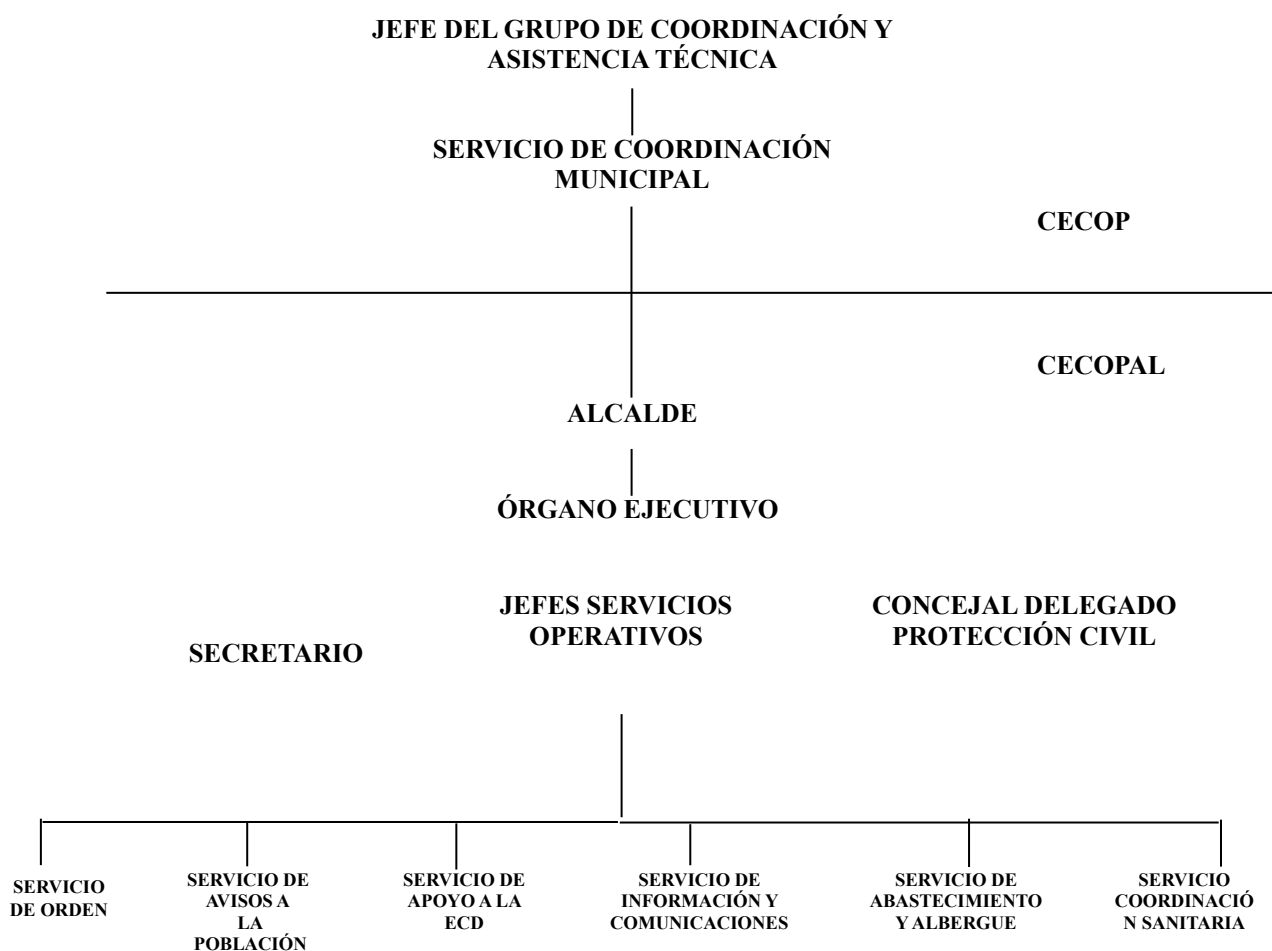 JEFE DEL GRUPO DE COORDINACIÓN Y
ASISTENCIA TÉCNICA
SERVICIO DE COORDINACIÓN
MUNICIPAL
CECOP
CECOPAL
ALCALDE
ÓRGANO EJECUTIVO
SECRETARIO
JEFES SERVICIOS
OPERATIVOS
CONCEJAL DELEGADO
PROTECCIÓN CIVIL
SERVICIO
DE ORDEN
SERVICIO DE
AVISOS A
LA
POBLACIÓN
SERVICIO DE
APOYO A LA
ECD
SERVICIO DE
INFORMACIÓN Y
COMUNICACIONES
SERVICIO DE
ABASTECIMIENTO
Y ALBERGUE
SERVICIO
COORDINACIÓ
N SANITARIA